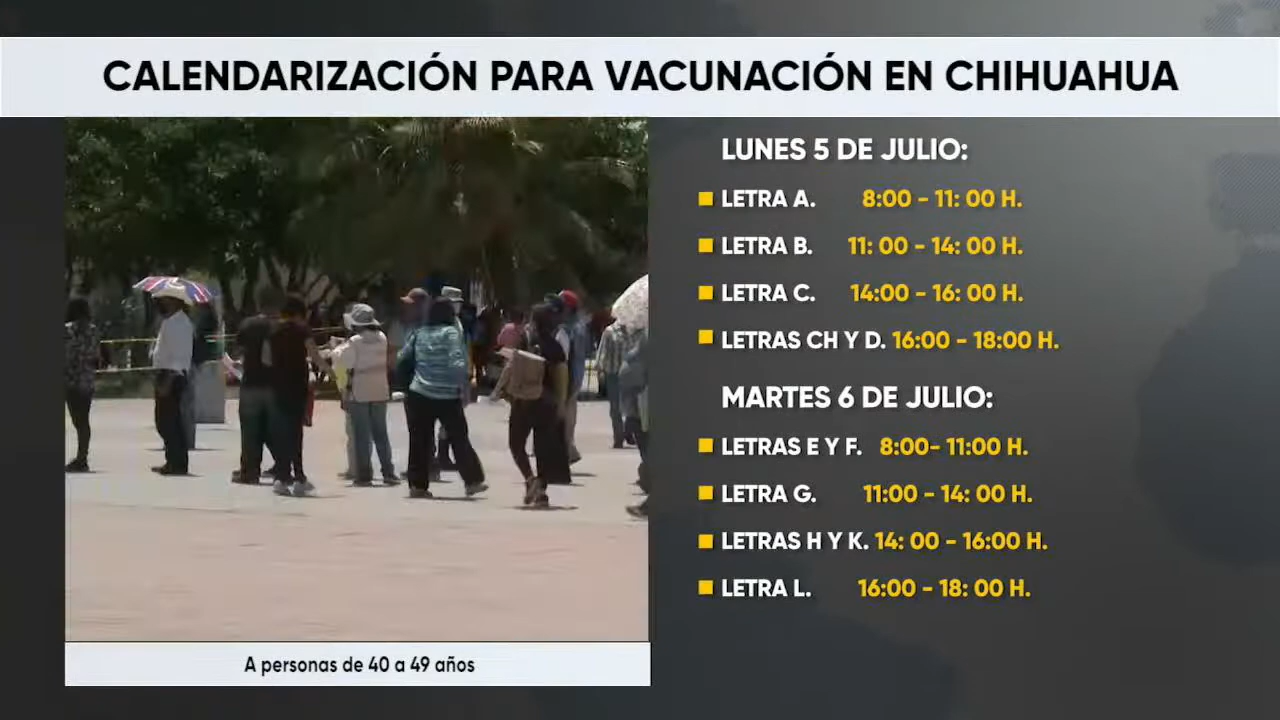 CALENDARIZACIÓN PARA VACUNACIÓN EN CHIHUAHUA
LUNES 5 DE JULIO:
LETRA A. 8:00 - 11: 00 H.
LETRA B. 11: 00 - 14: 00 H.
LETRA C. 14:00 - 16: 00 H.
LETRAS CH Y D. 16:00 - 18:00 H.
MARTES 6 DE JULIO:
LETRAS E Y F. 8:00- 11:00 H.
LETRA G. 11:00 - 14: 00 H.
LETRAS H Y K. 14: 00 - 16:00 H.
LETRA L. 16:00 - 18: 00 H.
A personas de 40 a 49 años